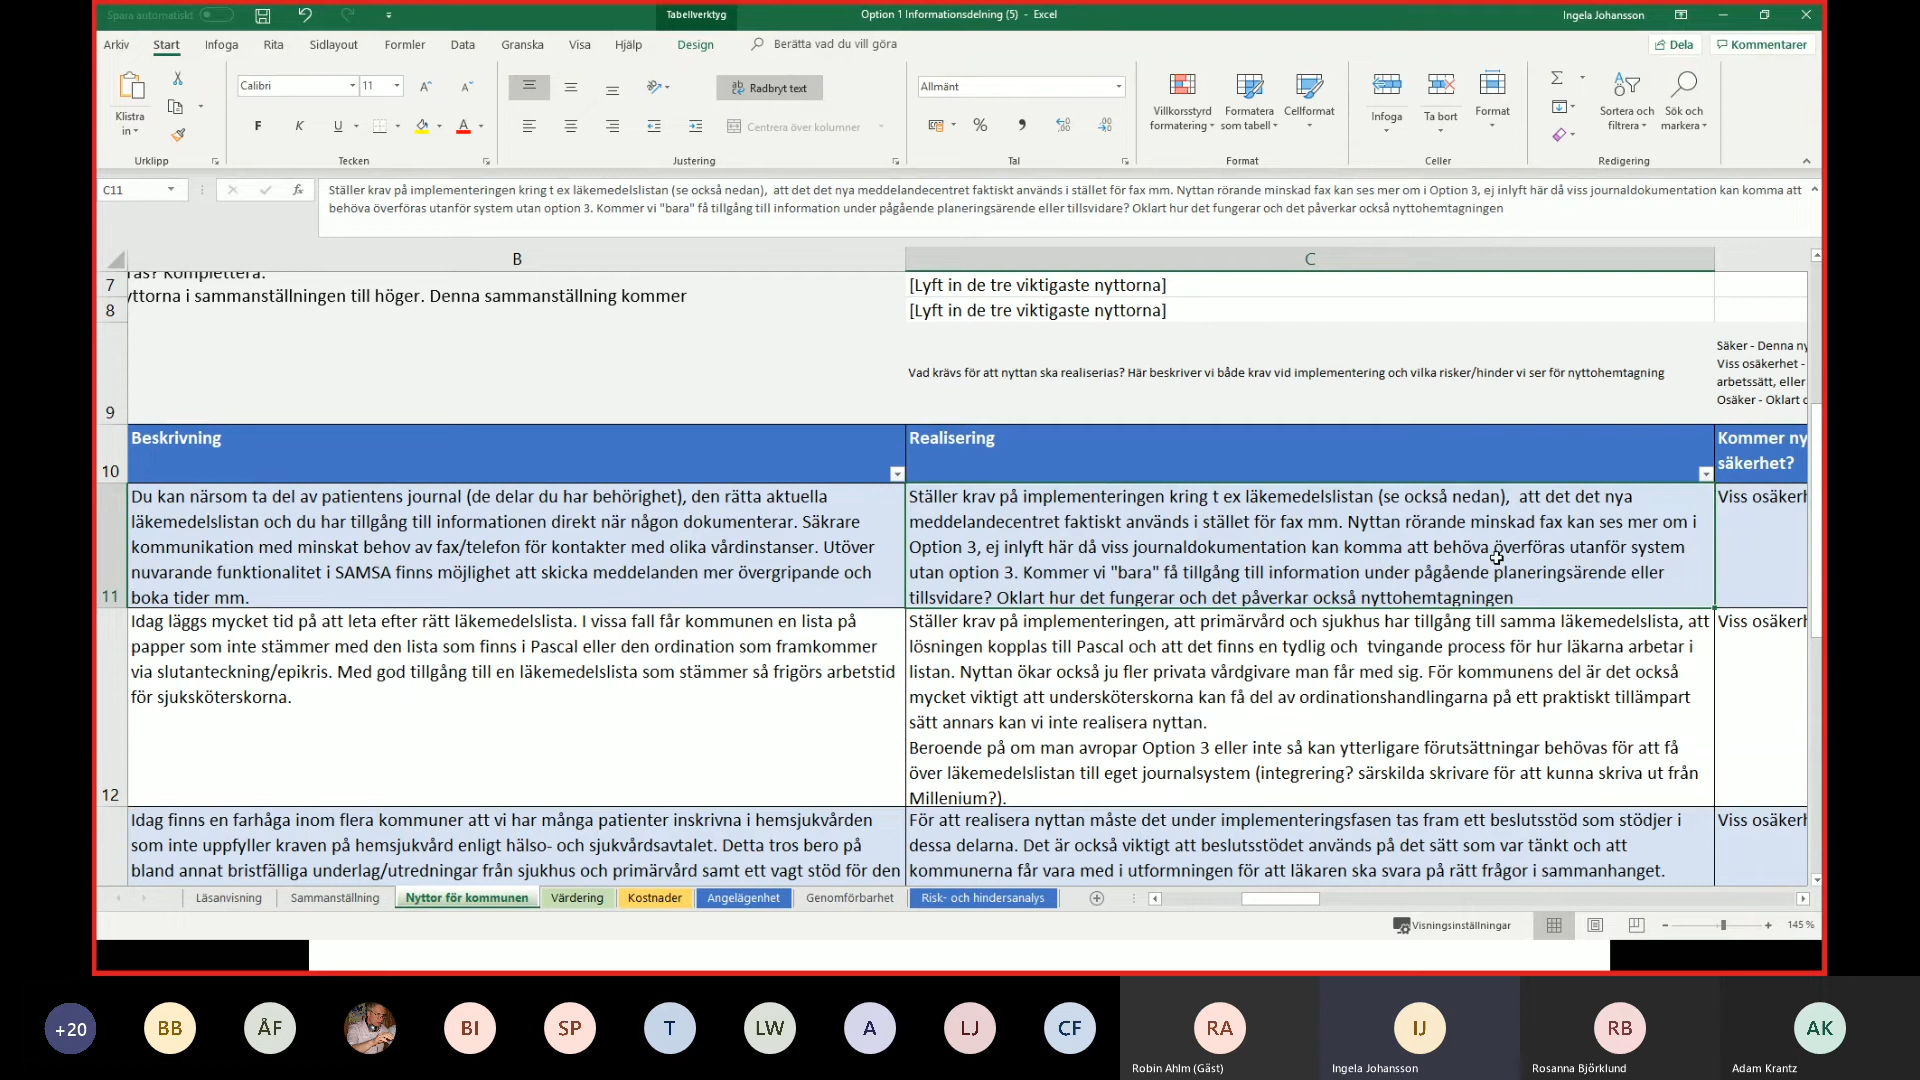 Spara automatiskt
Tabellverktyg
Option 1 Informationsdelning (5) - Excel
Ingela Johansson
Arkiv Start Infoga Rita Sidlayout Formler Data Granska Visa Hjälp Design Berätta vad du vill göra
Dela Kommentarer
Klistra in
Calibri 11
F K U
Radbryt text
Centrera över kolumner
Allmänt
Villkorsstyrd formatering
Formatera som tabell
Cellformat
Infoga
Ta bort
Format
Sortera och filtrera
Sök och markera
Urklipp Tecken Justering Tal Format Celler Redigering
C11
Ställer krav på implementeringen kring t ex läkemedelslistan (se också nedan), att det det nya meddelandecentret faktiskt används i stället för fax mm. Nyttan rörande minskad fax kan ses mer om i Option 3, ej inlyft här då viss journaldokumentation kan komma att
behöva överföras utanför system utan option 3. Kommer vi "bara" få tillgång till information under pågående planeringsärende eller tillsvidare? Oklart hur det fungerar och det påverkar också nyttohemtagningen
B C
ras? Komplettera.
7 [Lyft in de tre viktigaste nyttorna]
yttorna i sammanställningen till höger. Denna sammanställning kommer
8 [Lyft in de tre viktigaste nyttorna]
Vad krävs för att nyttan ska realiserias? Här beskriver vi både krav vid implementering och vilka risker/hinder vi ser för nyttohemtagning
Säker - Denna ny
Viss osäkerhet -
arbetssätt, eller
Osäker - Oklart
9
Beskrivning
Realisering
Kommer ny
säkerhet?
10
Du kan närsom ta del av patientens journal (de delar du har behörighet), den rätta aktuella
läkemedelslistan och du har tillgång till informationen direkt när någon dokumenterar. Säkrare
kommunikation med minskat behov av fax/telefon för kontakter med olika vårdinstanser. Utöver
nuvarande funktionalitet i SAMSA finns möjlighet att skicka meddelanden mer övergripande och
boka tider mm.
Ställer krav på implementeringen kring t ex läkemedelslistan (se också nedan), att det det nya
meddelandecentret faktiskt används i stället för fax mm. Nyttan rörande minskad fax kan ses mer om i
Option 3, ej inlyft här då viss journaldokumentation kan komma att behöva överföras utanför system
utan option 3. Kommer vi "bara" få tillgång till information under pågående planeringsärende eller
tillsvidare? Oklart hur det fungerar och det påverkar också nyttohemtagningen
Viss osäkerh
11
Idag läggs mycket tid på att leta efter rätt läkemedelslista. I vissa fall får kommunen en lista på
papper som inte stämmer med den lista som finns i Pascal eller den ordination som framkommer
via slutanteckning/epikris. Med god tillgång till en läkemedelslista som stämmer så frigörs arbetstid
för sjuksköterskorna.
Ställer krav på implementeringen, att primärvård och sjukhus har tillgång till samma läkemedelslista, att
lösningen kopplas till Pascal och att det finns en tydlig och tvingande process för hur läkarna arbetar i
listan. Nyttan ökar också ju fler privata vårdgivare man får med sig. För kommunens del är det också
mycket viktigt att undersköterskorna kan få del av ordinationshandlingarna på ett praktiskt tillämpart
sätt annars kan vi inte realisera nyttan.
Beroende på om man avropar Option 3 eller inte så kan ytterligare förutsättningar behövas för att få
över läkemedelslistan till eget journalsystem (integrering? särskilda skrivare för att kunna skriva ut från
Millenium?).
Viss osäkerh
12
Idag finns en farhåga inom flera kommuner att vi har många patienter inskrivna i hemsjukvården
som inte uppfyller kraven på hemsjukvård enligt hälso- och sjukvårdsavtalet. Detta tros bero på
bland annat bristfälliga underlag/utredningar från sjukhus och primärvård samt ett vagt stöd för den
För att realisera nyttan måste det under implementeringsfasen tas fram ett beslutsstöd som stödjer i
dessa delarna. Det är också viktigt att beslutsstödet används på det sätt som var tänkt och att
kommunerna får vara med i utformningen för att läkaren ska svara på rätt frågor i sammanhanget.
Viss osäkerh
Läsanvisning Sammanställning Nyttor för kommunen Värdering Kostnader Angelägenhet Genomförbarhet Risk- och hindersanalys
Visningsinställningar 145 %
+20 BB ÅF BI SP T LW A LJ CF RA IJ RB AK
Robin Ahlm (Gäst) Ingela Johansson Rosanna Björklund Adam Krantz